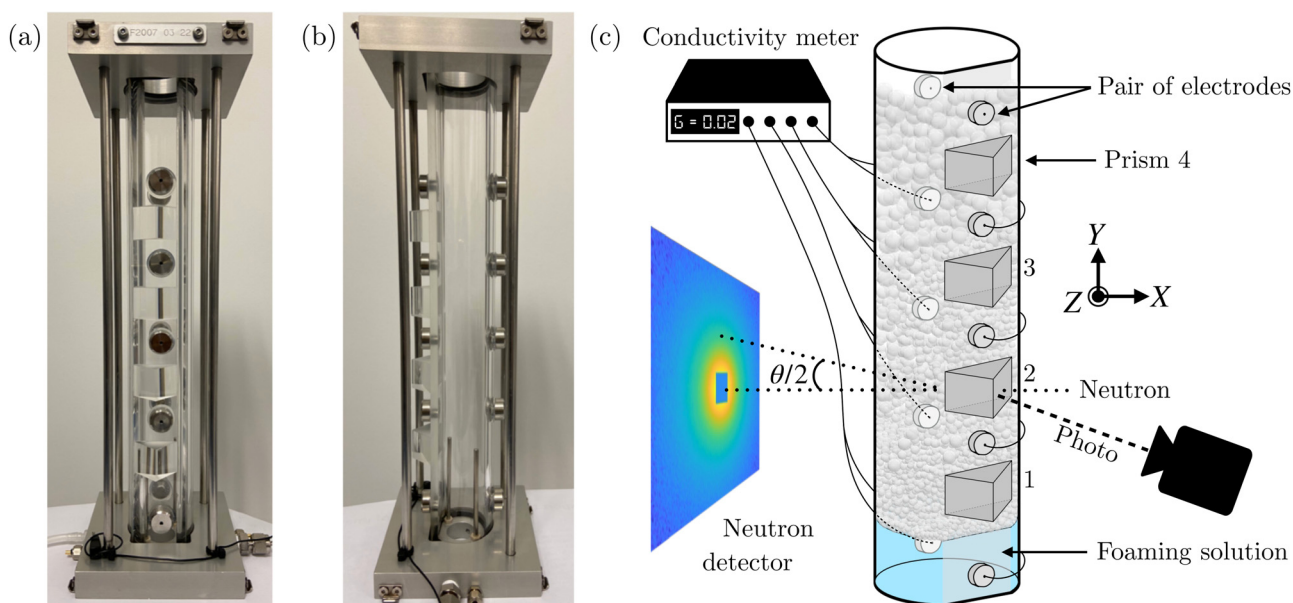 (a)
F2007-03/22
(b)
(c)
Conductivity meter
G = 0.02
Pair of electrodes
Prism 4
3
Y
Z
X
θ/2
2
Neutron
Photo
1
Neutron
detector
Foaming solution